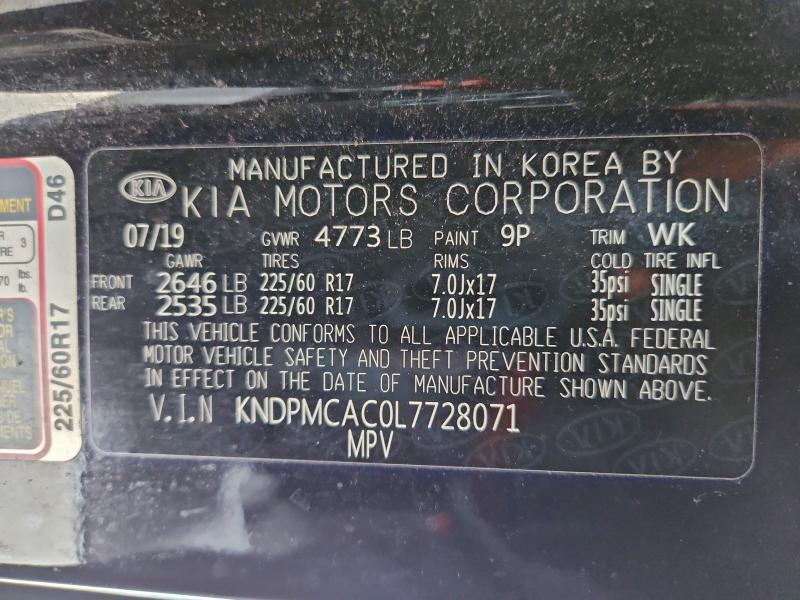 MANUFACTURED IN KOREA BY
KIA KIA MOTORS CORPORATION
07/19 GVWR 4773 LB PAINT 9P TRIM WK
GAWR TIRES RIMS COLD TIRE INFL
FRONT 2646 LB 225/60 R17 7.0Jx17 35psi SINGLE
REAR 2535 LB 225/60 R17 7.0Jx17 35psi SINGLE
THIS VEHICLE CONFORMS TO ALL APPLICABLE U.S.A. FEDERAL
MOTOR VEHICLE SAFETY AND THEFT PREVENTION STANDARDS
IN EFFECT ON THE DATE OF MANUFACTURE SHOWN ABOVE.
V.I.N KNDPMCAC0L7728071
MPV
225/60R17 D46
3
lbs.